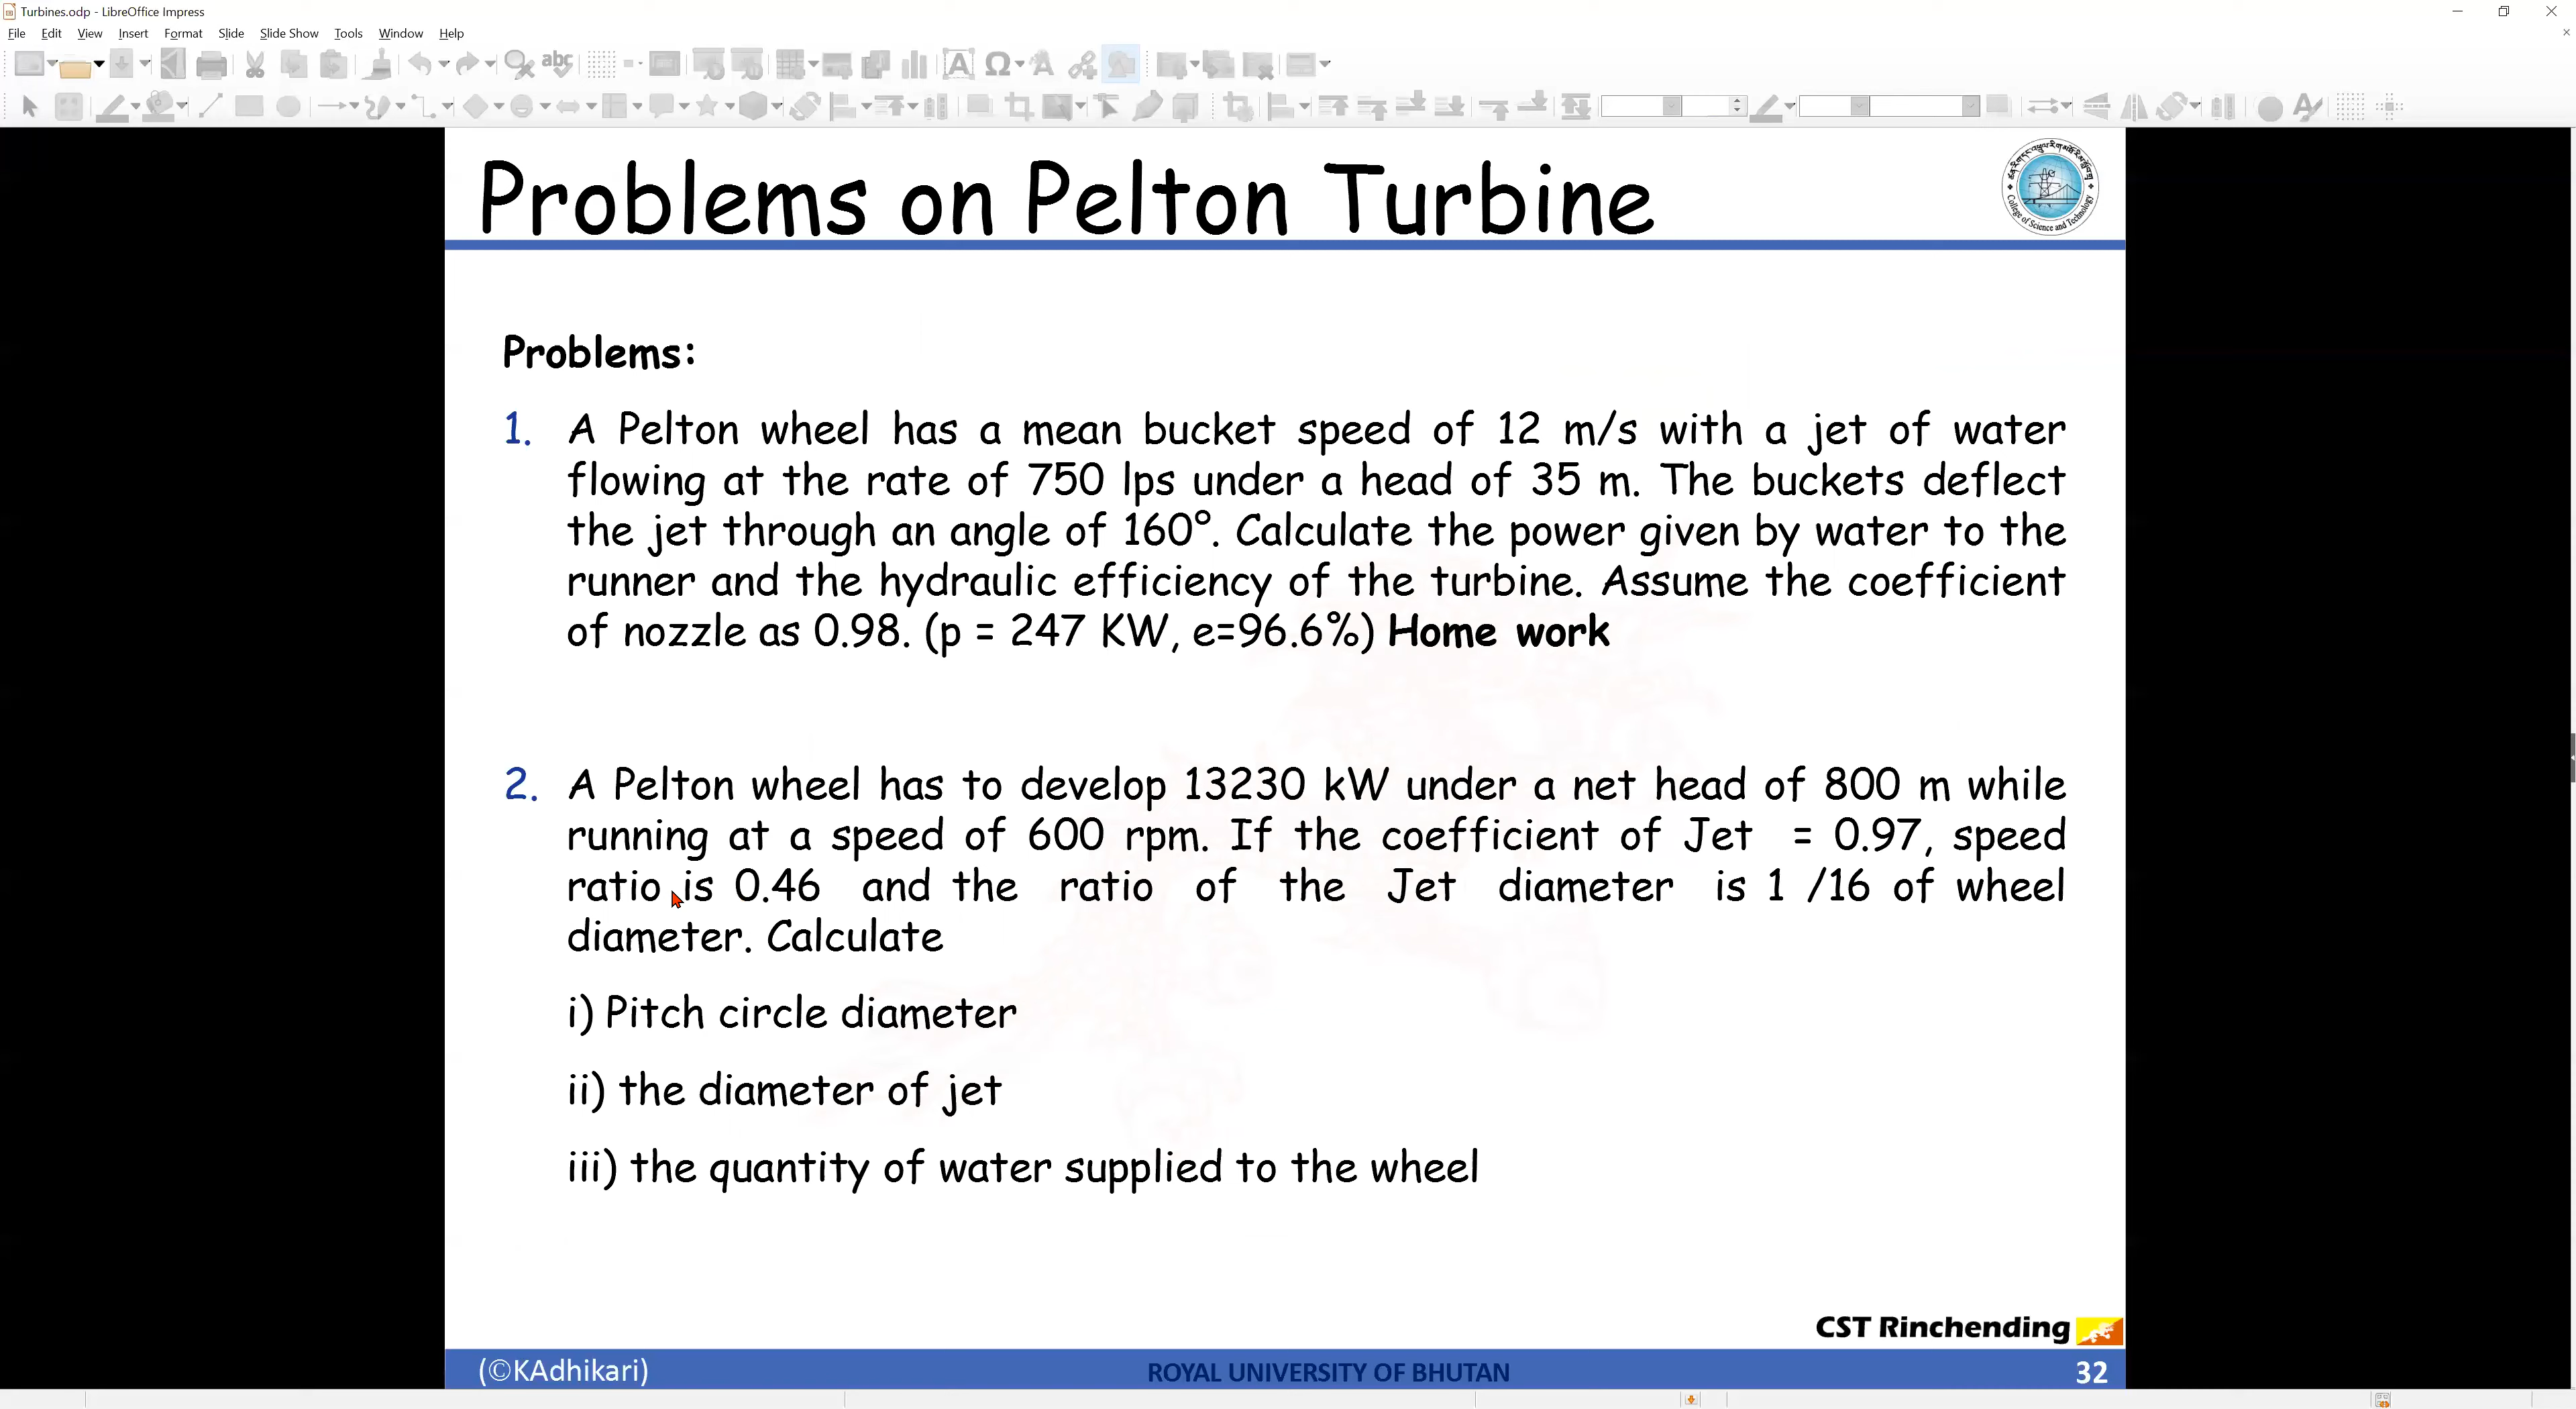 Turbines.odp - LibreOffice Impress
File Edit View Insert Format Slide Slide Show Tools Window Help
Problems on Pelton Turbine
College of Science and Technology
Problems:
1. A Pelton wheel has a mean bucket speed of 12 m/s with a jet of water
flowing at the rate of 750 lps under a head of 35 m. The buckets deflect
the jet through an angle of 160°. Calculate the power given by water to the
runner and the hydraulic efficiency of the turbine. Assume the coefficient
of nozzle as 0.98. (p = 247 KW, e=96.6%) Home work
2. A Pelton wheel has to develop 13230 kW under a net head of 800 m while
running at a speed of 600 rpm. If the coefficient of Jet = 0.97, speed
ratio is 0.46 and the ratio of the Jet diameter is 1 /16 of wheel
diameter. Calculate
i) Pitch circle diameter
ii) the diameter of jet
iii) the quantity of water supplied to the wheel
CST Rinchending
(©KAdhikari) ROYAL UNIVERSITY OF BHUTAN 32